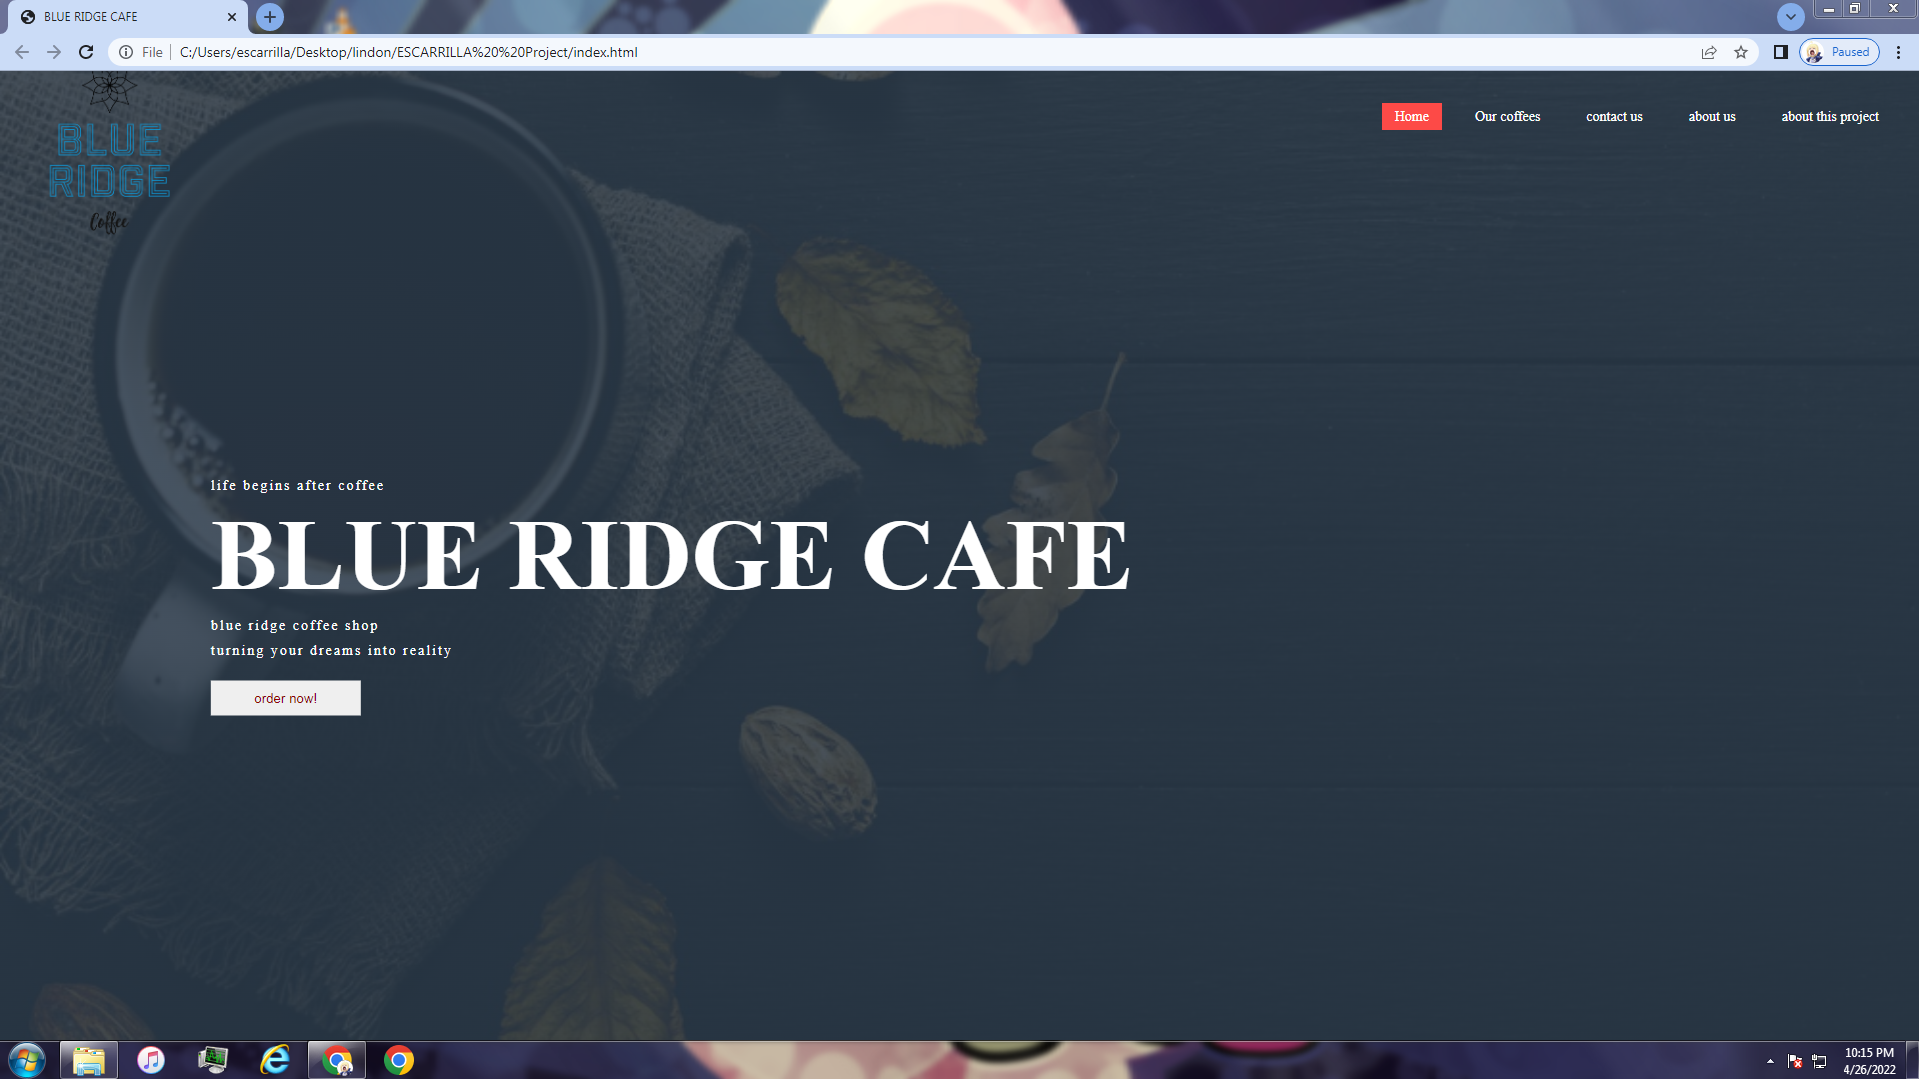 BLUE RIDGE CAFE
File
C:/Users/escarrilla/Desktop/lindon/ESCARRILLA%20%20Project/index.html
Paused
BLUE
RIDGE
Coffee
Home
Our coffees
contact us
about us
about this project
life begins after coffee
BLUE RIDGE CAFE
blue ridge coffee shop
turning your dreams into reality
order now!
10:15 PM
4/26/2022